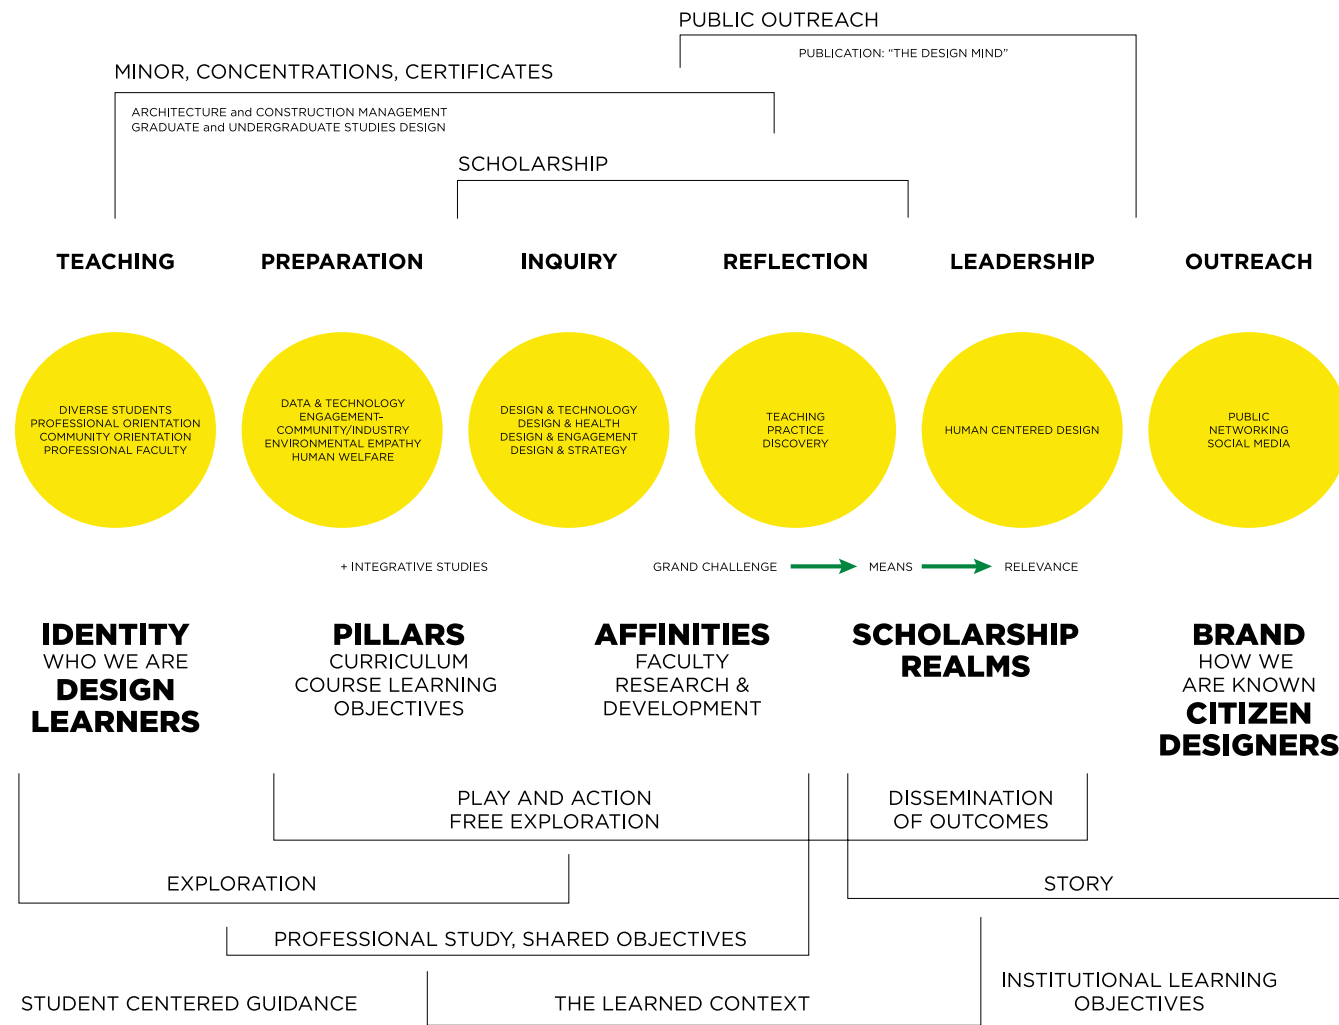 PUBLIC OUTREACH
PUBLICATION: “THE DESIGN MIND”
MINOR, CONCENTRATIONS, CERTIFICATES
ARCHITECTURE and CONSTRUCTION MANAGEMENT
GRADUATE and UNDERGRADUATE STUDIES DESIGN
SCHOLARSHIP
TEACHING
PREPARATION
INQUIRY
REFLECTION
LEADERSHIP
OUTREACH
DIVERSE STUDENTS
PROFESSIONAL ORIENTATION
COMMUNITY ORIENTATION
PROFESSIONAL FACULTY
DATA & TECHNOLOGY
ENGAGEMENT-
COMMUNITY/INDUSTRY
ENVIRONMENTAL EMPATHY
HUMAN WELFARE
DESIGN & TECHNOLOGY
DESIGN & HEALTH
DESIGN & ENGAGEMENT
DESIGN & STRATEGY
TEACHING
PRACTICE
DISCOVERY
HUMAN CENTERED DESIGN
PUBLIC
NETWORKING
SOCIAL MEDIA
+ INTEGRATIVE STUDIES
GRAND CHALLENGE
MEANS
RELEVANCE
IDENTITY
WHO WE ARE
DESIGN
LEARNERS
PILLARS
CURRICULUM
COURSE LEARNING
OBJECTIVES
AFFINITIES
FACULTY
RESEARCH &
DEVELOPMENT
SCHOLARSHIP
REALMS
BRAND
HOW WE
ARE KNOWN
CITIZEN
DESIGNERS
PLAY AND ACTION
FREE EXPLORATION
DISSEMINATION
OF OUTCOMES
EXPLORATION
STORY
PROFESSIONAL STUDY, SHARED OBJECTIVES
STUDENT CENTERED GUIDANCE
THE LEARNED CONTEXT
INSTITUTIONAL LEARNING
OBJECTIVES